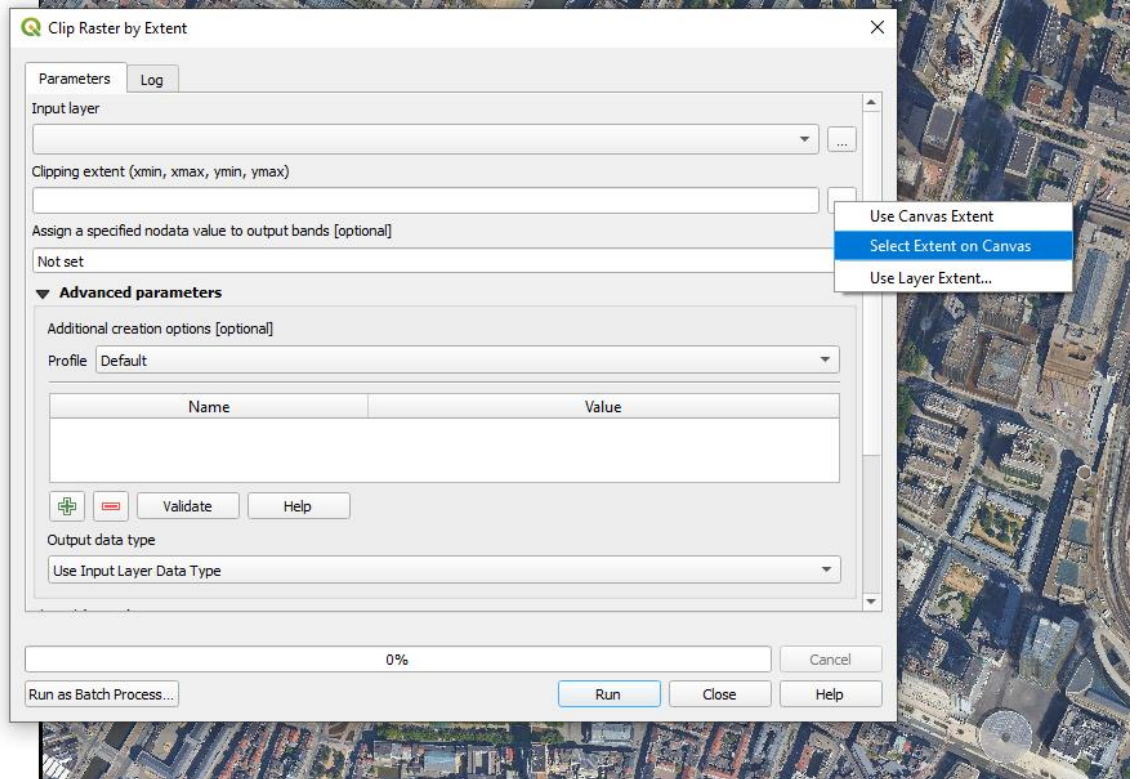 Clip Raster by Extent
Parameters
Log
Input layer
...
Clipping extent (xmin, xmax, ymin, ymax)
Use Canvas Extent
Assign a specified nodata value to output bands [optional]
Select Extent on Canvas
Not set
Use Layer Extent...
Advanced parameters
Additional creation options [optional]
Profile Default
Name Value
Validate Help
Output data type
Use Input Layer Data Type
0% Cancel
Run as Batch Process... Run Close Help